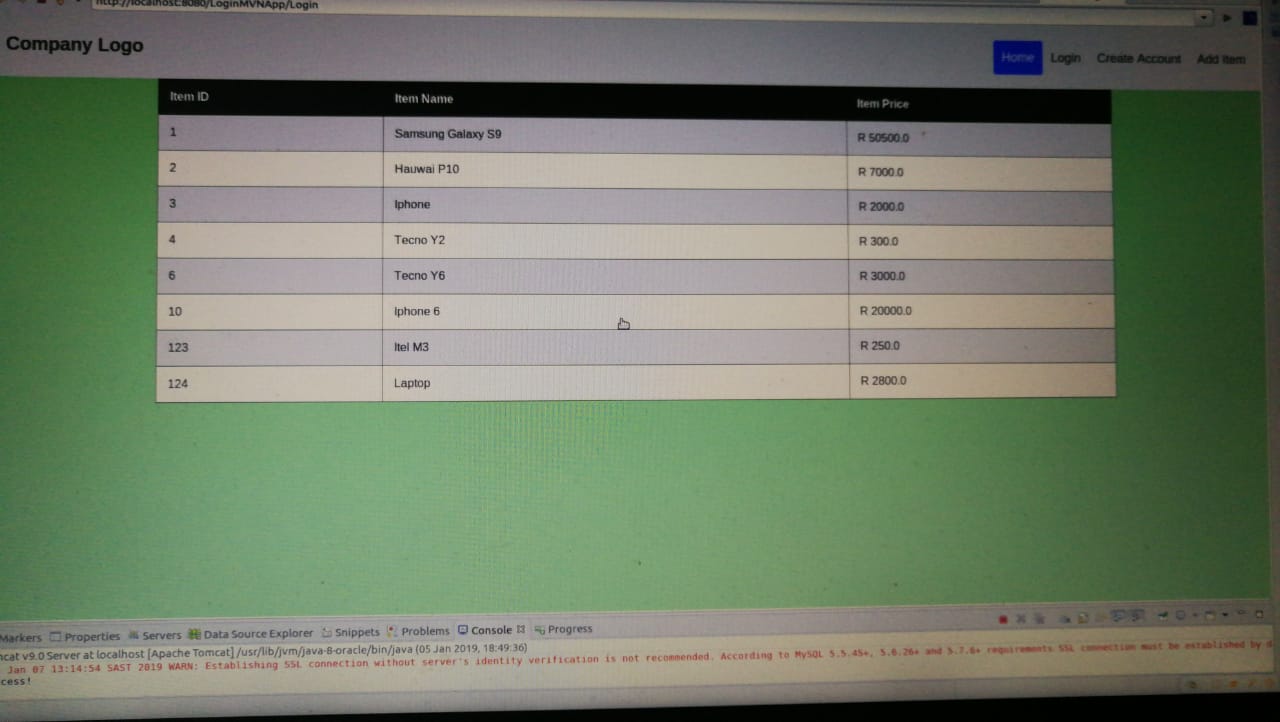 http://localhost:8080/LoginMVNApp/Login
Company Logo
Home Login Create Account Add Item
Item ID Item Name Item Price
1 Samsung Galaxy S9 R 50500.0
2 Hauwai P10 R 7000.0
3 Iphone R 2000.0
4 Tecno Y2 R 300.0
6 Tecno Y6 R 3000.0
10 Iphone 6 R 20000.0
123 Itel M3 R 250.0
124 Laptop R 2800.0
Markers Properties Servers Data Source Explorer Snippets Problems Console Progress
mcat v9.0 Server at localhost [Apache Tomcat] /usr/lib/jvm/java-8-oracle/bin/java (05 Jan 2019, 18:49:36)
Jan 07 13:14:54 SAST 2019 WARN: Establishing SSL connection without server's identity verification is not recommended. According to MySQL 5.5.45+, 5.6.26+ and 5.7.6+ requirements SSL connection must be established by d
cess!